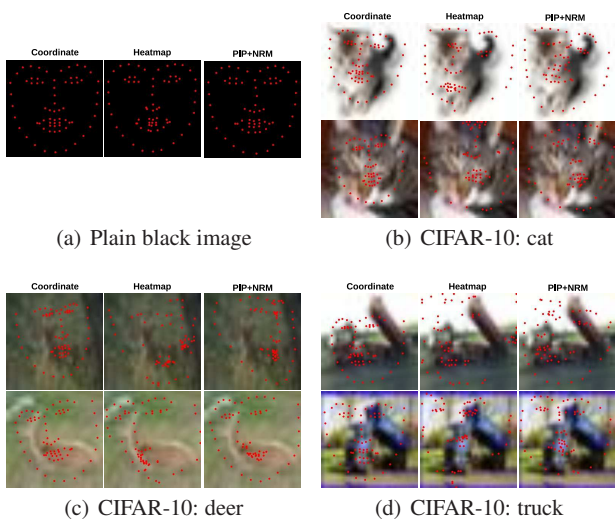 Coordinate Heatmap PIP+NRM
(a) Plain black image
Coordinate Heatmap PIP+NRM
(b) CIFAR-10: cat
Coordinate Heatmap PIP+NRM
(c) CIFAR-10: deer
Coordinate Heatmap PIP+NRM
(d) CIFAR-10: truck